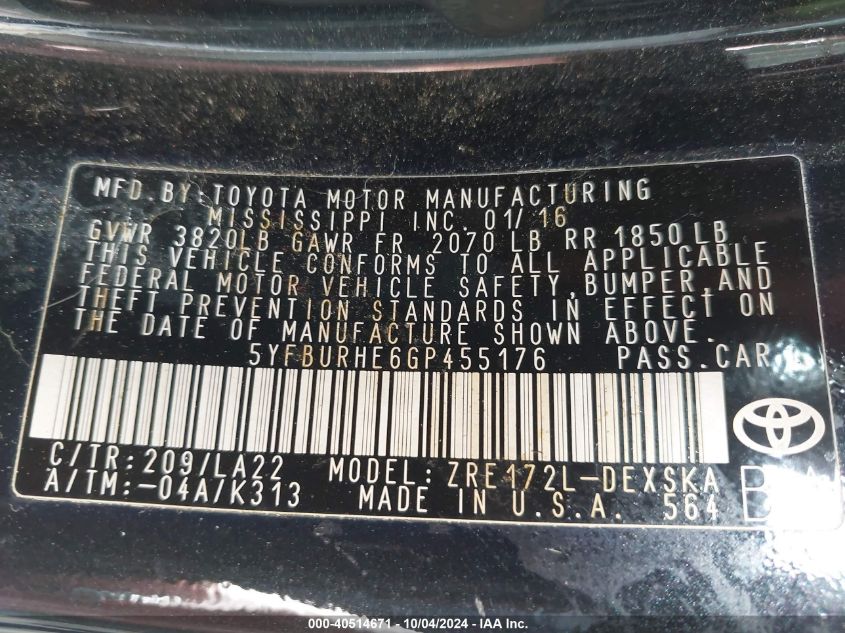 MFD.BY TOYOTA MOTOR MANUFACTURING
MISSISSIPPI INC. 01/16
GVWR 3820LB GAWR FR 2070 LB RR 1850LB
THIS VEHICLE CONFORMS TO ALL APPLICABLE
FEDERAL MOTOR VEHICLE SAFETY,BUMPER,AND
THEFT PREVENTION STANDARDS IN EFFECT ON
THE DATE OF MANUFACTURE SHOWN ABOVE.
5YFBURHE6GP455176 PASS.CAR
C/TR:209/LA22 MODEL: ZRE172L-DEXSKA
A/TM:-04A/K313 MADE IN U.S.A. 564
000-40514671 - 10/04/2024 - IAA Inc.